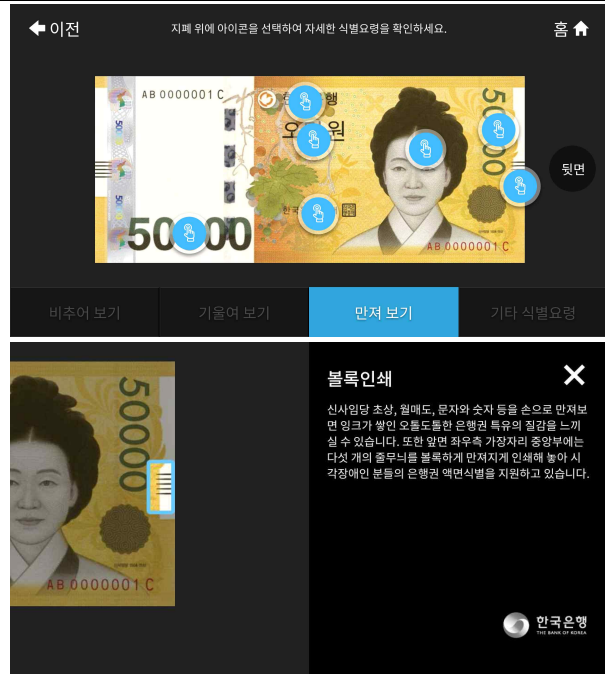 이전
지폐 위에 아이콘을 선택하여 자세한 식별요령을 확인하세요.
홈
AB 0000001 C
행
원
50000
AB 0000001 C
뒷면
비추어 보기
기울여 보기
만져 보기
기타 식별요령
50000
AB 0000001 C
볼록인쇄
신사임당 초상, 월매도, 문자와 숫자 등을 손으로 만져보
면 잉크가 쌓인 오톨도톨한 은행권 특유의 질감을 느끼
실 수 있습니다. 또한 앞면 좌우측 가장자리 중앙부에는
다섯 개의 줄무늬를 볼록하게 만져지게 인쇄해 놓아 시
각장애인 분들의 은행권 액면식별을 지원하고 있습니다.
한국은행
THE BANK OF KOREA